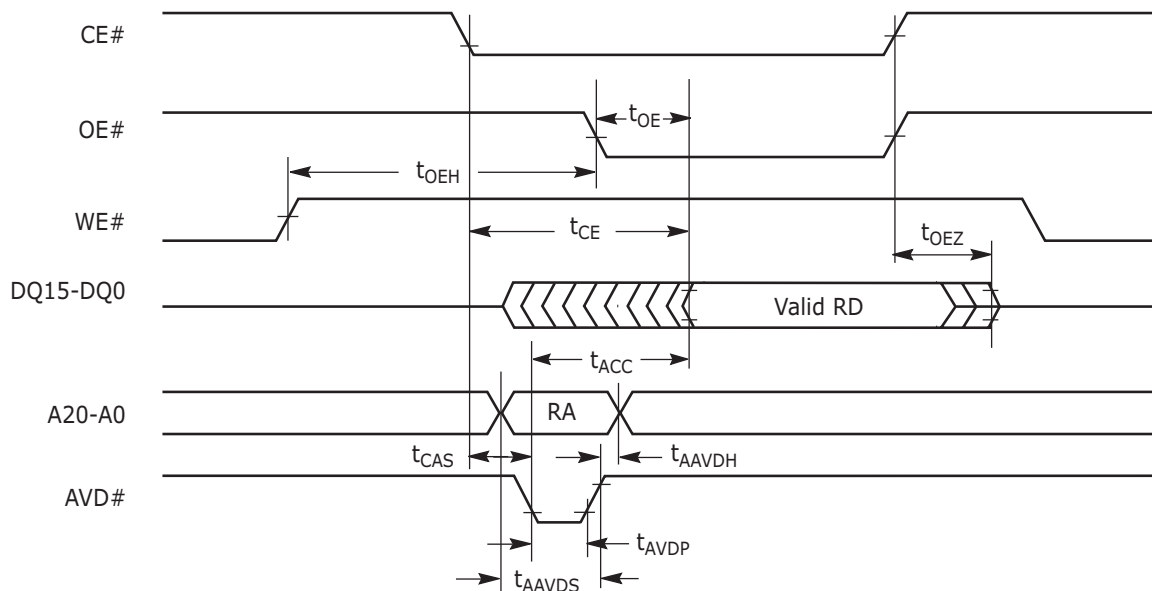 CE#
OE#
tOE
tOEH
WE#
tCE
tOEZ
DQ15-DQ0
Valid RD
tACC
A20-A0
RA
tCAS
tAAVDH
AVD#
tAVDP
tAAVDS